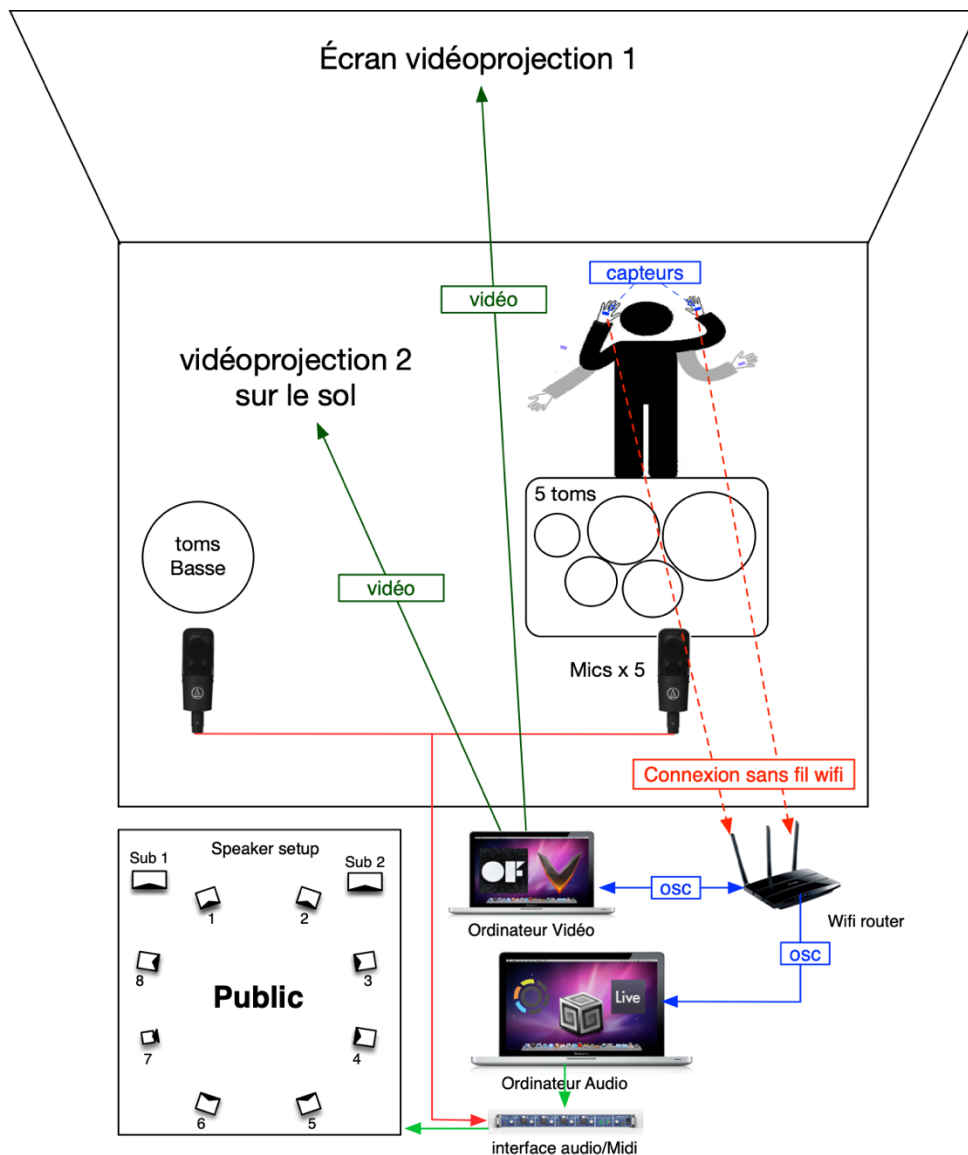 Écran vidéoprojection 1
capteurs
vidéo
vidéoprojection 2
sur le sol
5 toms
toms
Basse
vidéo
Mics x 5
Connexion sans fil wifi
Speaker setup
Sub 1
Sub 2
1
2
8
3
Public
7
4
6
5
OF
Ordinateur Vidéo
osc
Wifi router
osc
Live
Ordinateur Audio
interface audio/Midi